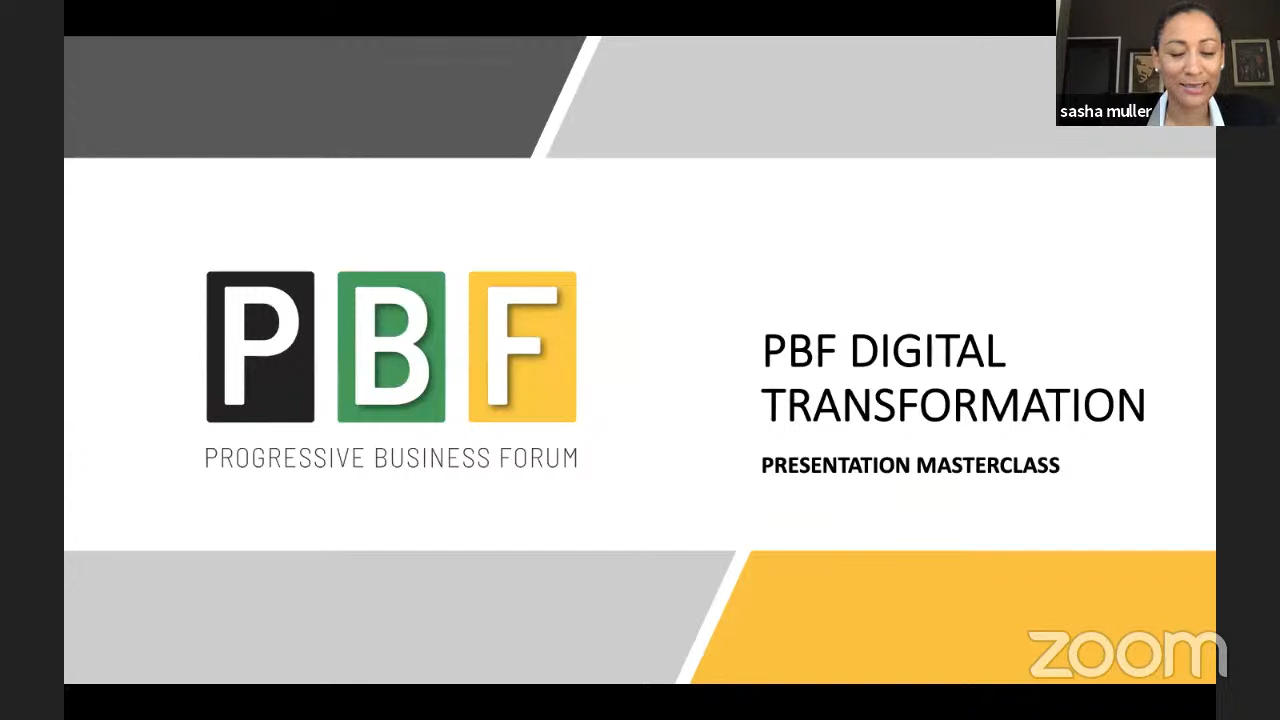 sasha muller
P B F
PROGRESSIVE BUSINESS FORUM
PBF DIGITAL
TRANSFORMATION
PRESENTATION MASTERCLASS
zoom